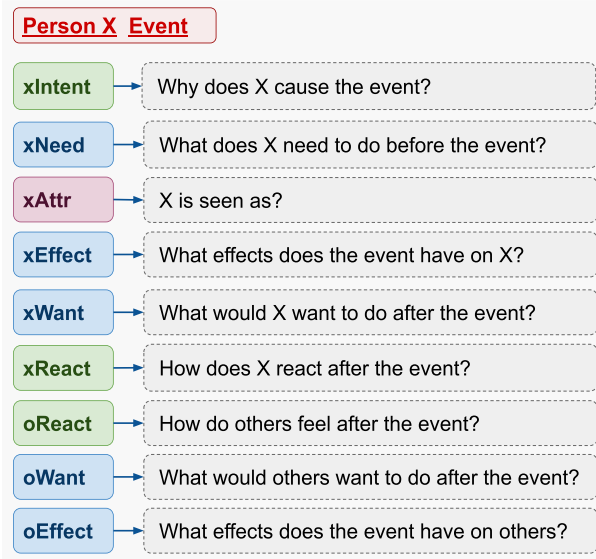 Person X Event
xIntent Why does X cause the event?
xNeed What does X need to do before the event?
xAttr X is seen as?
xEffect What effects does the event have on X?
xWant What would X want to do after the event?
xReact How does X react after the event?
oReact How do others feel after the event?
oWant What would others want to do after the event?
oEffect What effects does the event have on others?